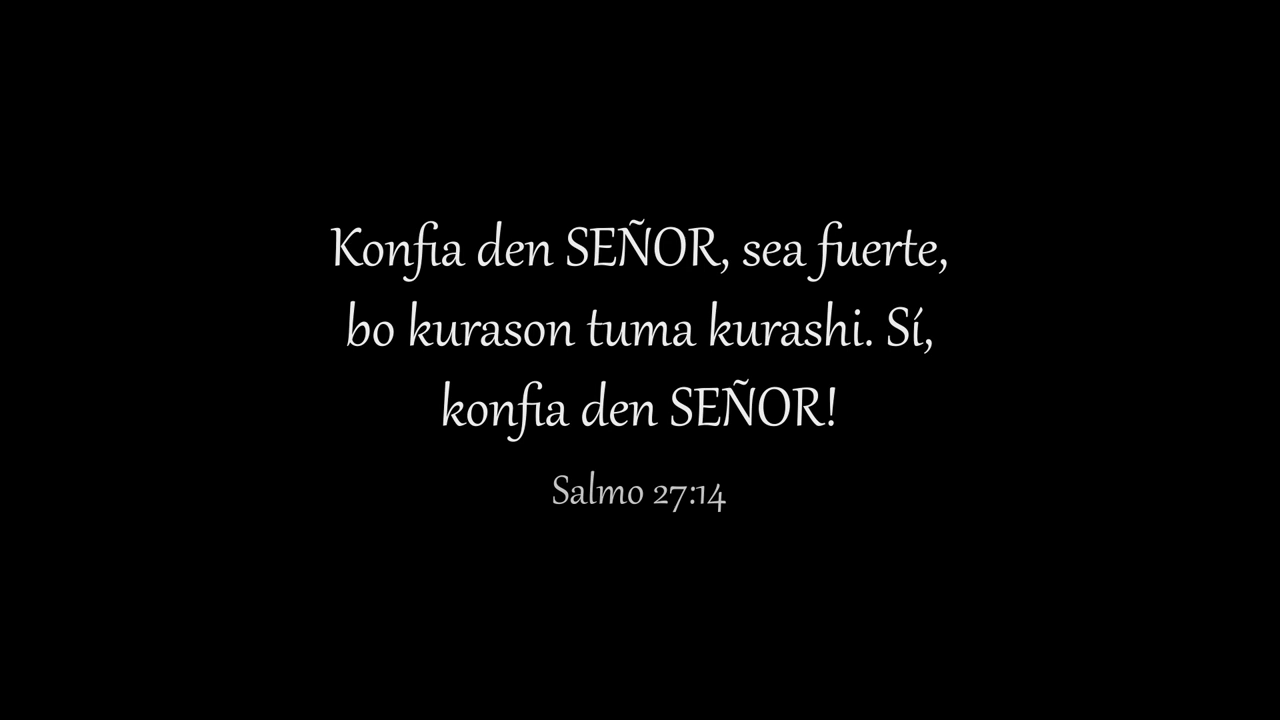 Konfia den SEÑOR, sea fuerte,
bo kurason tuma kurashi. Sí,
konfia den SEÑOR!
Salmo 27:14